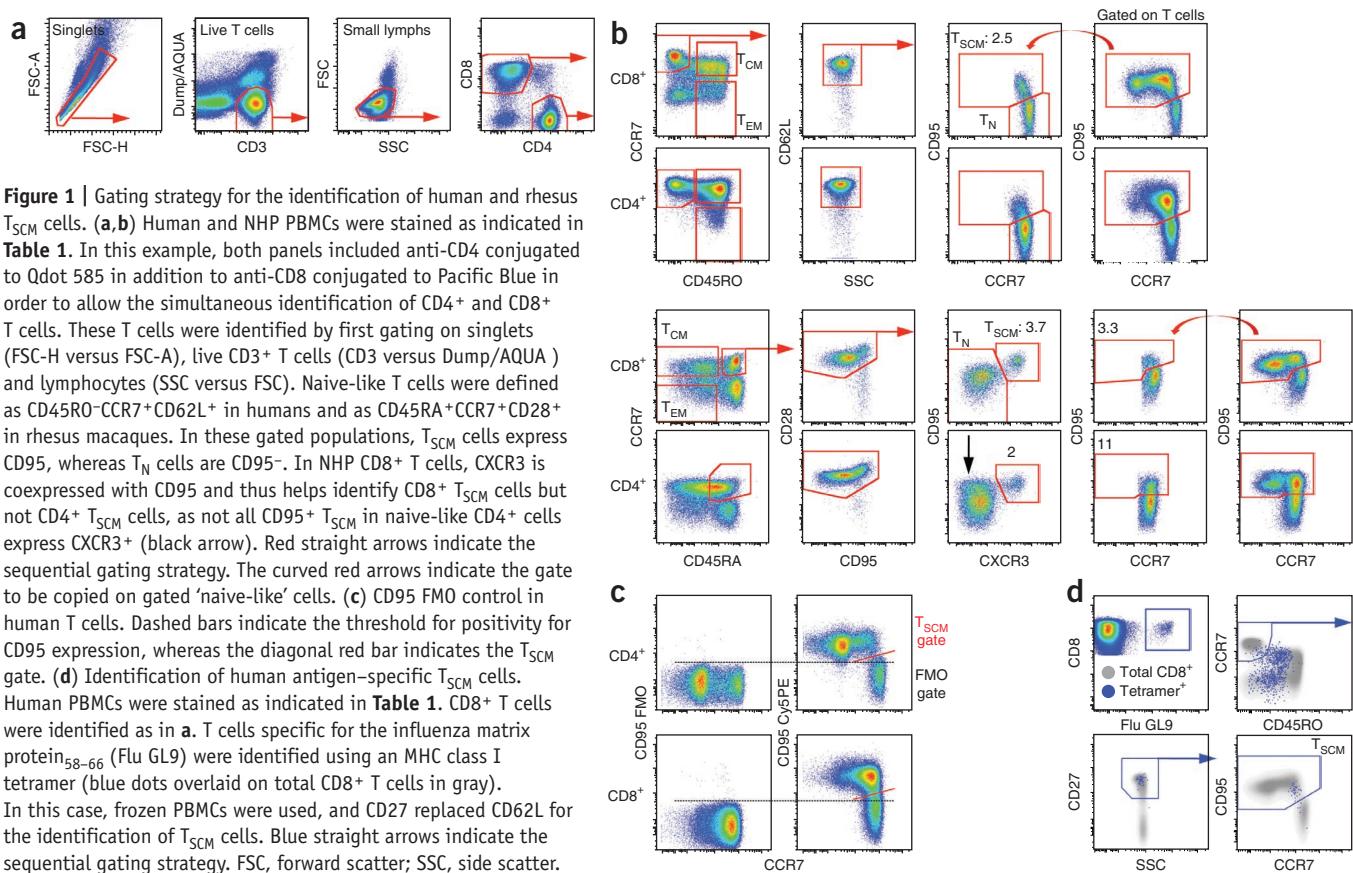 a
Singlets
FSC-A
FSC-H
Live T cells
Dump/AQUA
CD3
Small lymphs
FSC
SSC
CD8
CD4
Figure 1 | Gating strategy for the identification of human and rhesus
TSCM cells. (a,b) Human and NHP PBMCs were stained as indicated in
Table 1. In this example, both panels included anti-CD4 conjugated
to Qdot 585 in addition to anti-CD8 conjugated to Pacific Blue in
order to allow the simultaneous identification of CD4+ and CD8+
T cells. These T cells were identified by first gating on singlets
(FSC-H versus FSC-A), live CD3+ T cells (CD3 versus Dump/AQUA )
and lymphocytes (SSC versus FSC). Naive-like T cells were defined
as CD45RO−CCR7+CD62L+ in humans and as CD45RA+CCR7+CD28+
in rhesus macaques. In these gated populations, TSCM cells express
CD95, whereas TN cells are CD95−. In NHP CD8+ T cells, CXCR3 is
coexpressed with CD95 and thus helps identify CD8+ TSCM cells but
not CD4+ TSCM cells, as not all CD95+ TSCM in naive-like CD4+ cells
express CXCR3+ (black arrow). Red straight arrows indicate the
sequential gating strategy. The curved red arrows indicate the gate
to be copied on gated ‘naive-like’ cells. (c) CD95 FMO control in
human T cells. Dashed bars indicate the threshold for positivity for
CD95 expression, whereas the diagonal red bar indicates the TSCM
gate. (d) Identification of human antigen–specific TSCM cells.
Human PBMCs were stained as indicated in Table 1. CD8+ T cells
were identified as in a. T cells specific for the influenza matrix
protein58–66 (Flu GL9) were identified using an MHC class I
tetramer (blue dots overlaid on total CD8+ T cells in gray).
In this case, frozen PBMCs were used, and CD27 replaced CD62L for
the identification of TSCM cells. Blue straight arrows indicate the
sequential gating strategy. FSC, forward scatter; SSC, side scatter.
b
Gated on T cells
CD8+
TCM
TEM
CCR7
CD62L
TSCM: 2.5
TN
CD95
CD95
CD4+
CD45RO
SSC
CCR7
CCR7
CD8+
TCM
TEM
CCR7
CD28
TN
TSCM: 3.7
CD95
3.3
CD95
CD95
CD4+
2
11
CD45RA
CD95
CXCR3
CCR7
CCR7
c
CD4+
CD95 FMO
CD95 Cy5PE
TSCM
gate
FMO
gate
CD8+
CCR7
d
CD8
Total CD8+
Tetramer+
Flu GL9
CCR7
CD45RO
CD27
SSC
TSCM
CD95
CCR7